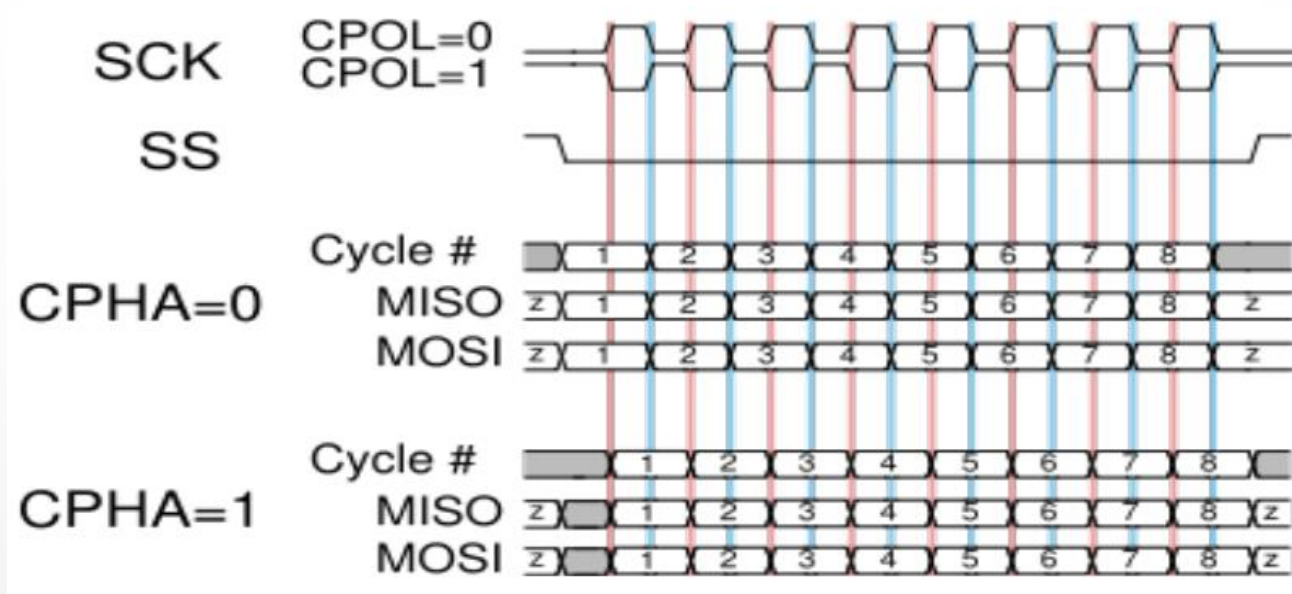 SCK CPOL=0
CPOL=1
SS
Cycle # 1 2 3 4 5 6 7 8
CPHA=0 MISO z 1 2 3 4 5 6 7 8 z
MOSI z 1 2 3 4 5 6 7 8 z
Cycle # 1 2 3 4 5 6 7 8
CPHA=1 MISO z 1 2 3 4 5 6 7 8 z
MOSI z 1 2 3 4 5 6 7 8 z